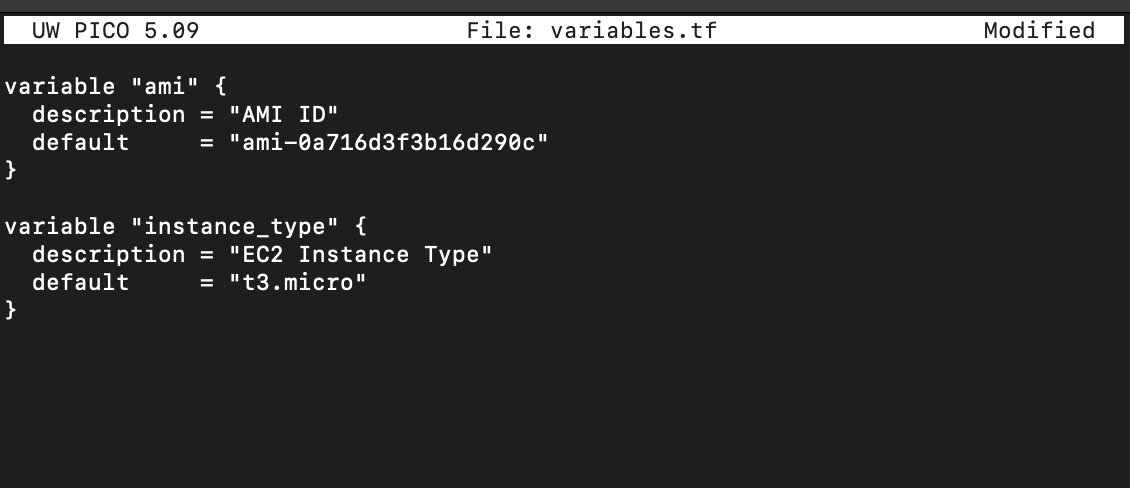 UW PICO 5.09 File: variables.tf Modified
variable "ami" {
  description = "AMI ID"
  default     = "ami-0a716d3f3b16d290c"
}
variable "instance_type" {
  description = "EC2 Instance Type"
  default     = "t3.micro"
}